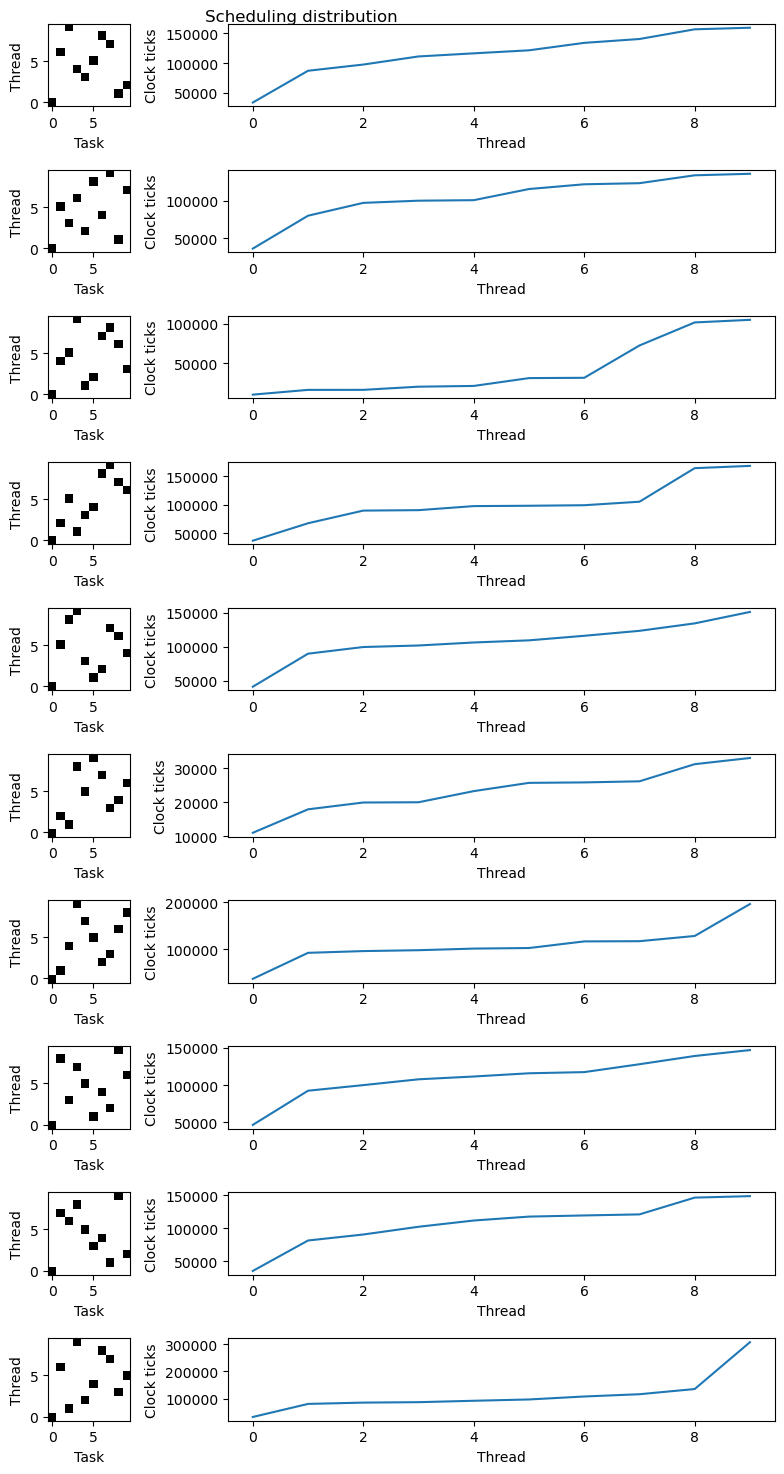 Scheduling distribution
Thread
5
0
0 5
Task
Clock ticks
150000
100000
50000
0 2 4 6 8
Thread
Thread
5
0
0 5
Task
Clock ticks
100000
50000
0 2 4 6 8
Thread
Thread
5
0
0 5
Task
Clock ticks
100000
50000
0 2 4 6 8
Thread
Thread
5
0
0 5
Task
Clock ticks
150000
100000
50000
0 2 4 6 8
Thread
Thread
5
0
0 5
Task
Clock ticks
150000
100000
50000
0 2 4 6 8
Thread
Thread
5
0
0 5
Task
Clock ticks
30000
20000
10000
0 2 4 6 8
Thread
Thread
5
0
0 5
Task
Clock ticks
200000
100000
0 2 4 6 8
Thread
Thread
5
0
0 5
Task
Clock ticks
150000
100000
50000
0 2 4 6 8
Thread
Thread
5
0
0 5
Task
Clock ticks
150000
100000
50000
0 2 4 6 8
Thread
Thread
5
0
0 5
Task
Clock ticks
300000
200000
100000
0 2 4 6 8
Thread